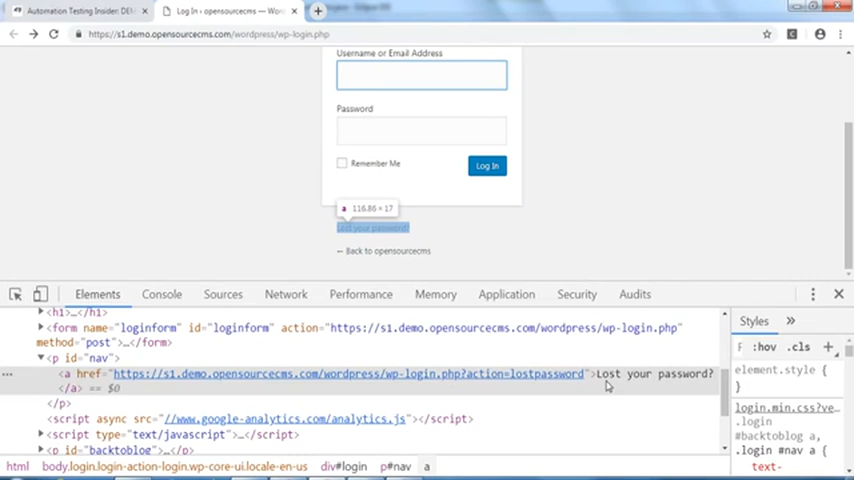 Automation Testing Insider: DEM
Log In ‹ opensourcecms — Wor
https://s1.demo.opensourcecms.com/wordpress/wp-login.php
Username or Email Address
Password
Remember Me
Log In
a 116.86 × 17
Lost your password?
← Back to opensourcecms
Elements Console Sources Network Performance Memory Application Security Audits
<h1>…</h1>
<form name="loginform" id="loginform" action="https://s1.demo.opensourcecms.com/wordpress/wp-login.php"
method="post">…</form>
<p id="nav">
<a href="https://s1.demo.opensourcecms.com/wordpress/wp-login.php?action=lostpassword">Lost your password?
</a> == $0
</p>
<script async src="//www.google-analytics.com/analytics.js"></script>
<script type="text/javascript">…</script>
<p id="backtoblog">…</p>
html body.login.login-action-login.wp-core-ui.locale-en-us div#login p#nav a
Styles »
F :hov .cls +
element.style {
}
login.min.css?ve…
.login
#backtoblog a,
.login #nav a {
text-